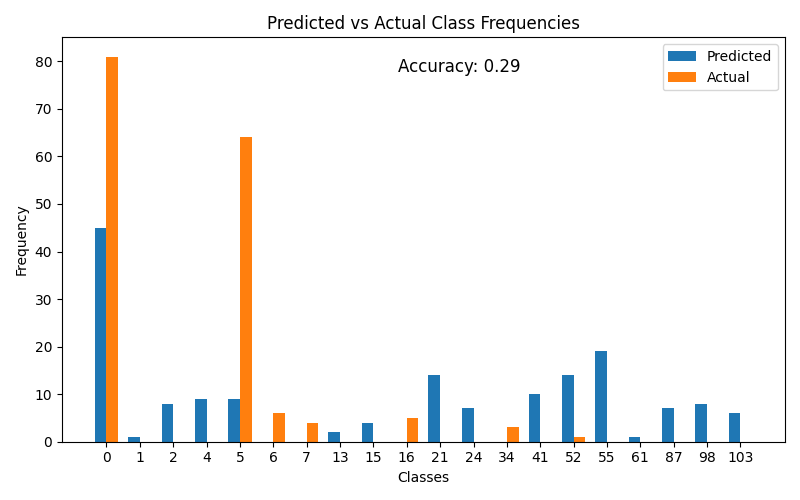 Predicted vs Actual Class Frequencies
Accuracy: 0.29
Predicted
Actual
Frequency
80
70
60
50
40
30
20
10
0
0 1 2 4 5 6 7 13 15 16 21 24 34 41 52 55 61 87 98 103
Classes